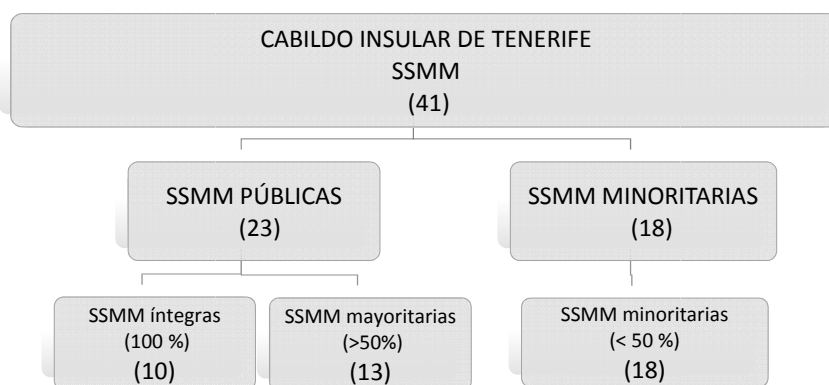 CABILDO INSULAR DE TENERIFE
SSMM
(41)
SSMM PÚBLICAS
(23)
SSMM MINORITARIAS
(18)
SSMM íntegras
(100 %)
(10)
SSMM mayoritarias
(>50%)
(13)
SSMM minoritarias
(< 50 %)
(18)